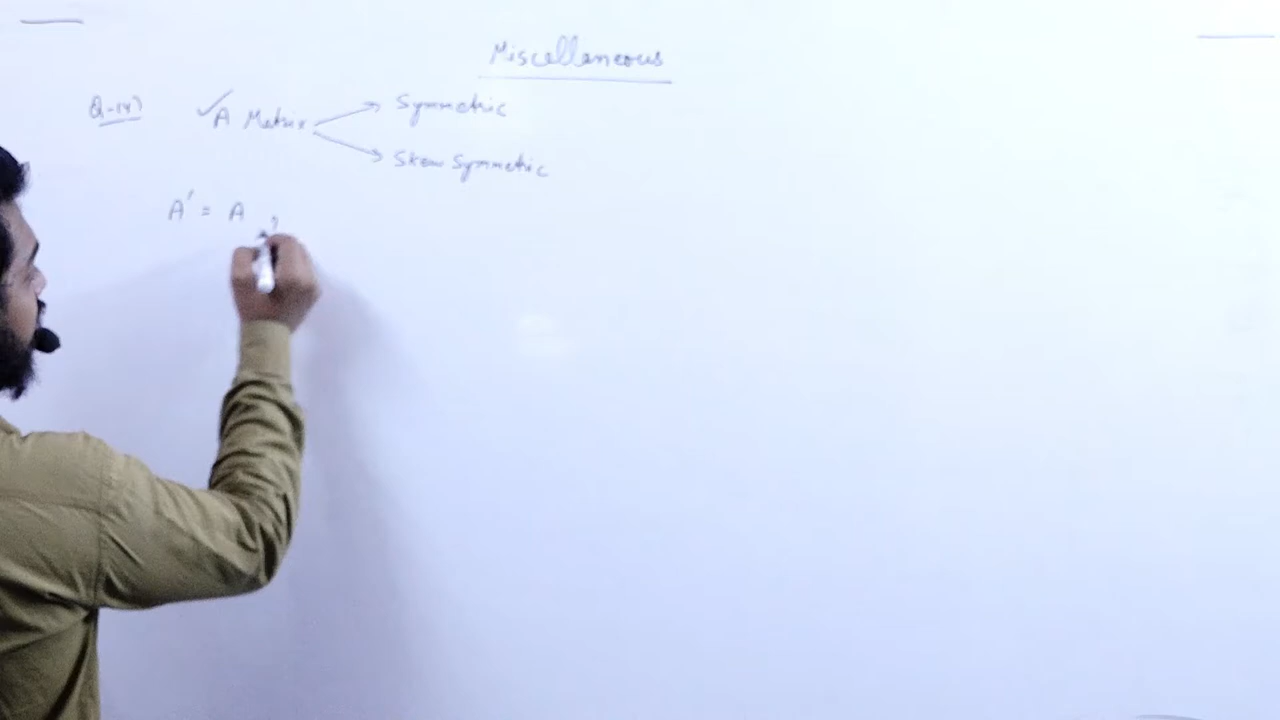 Miscellaneous
Q-14) ✓A Matrix
Symmetric
Skew Symmetric
A' = A